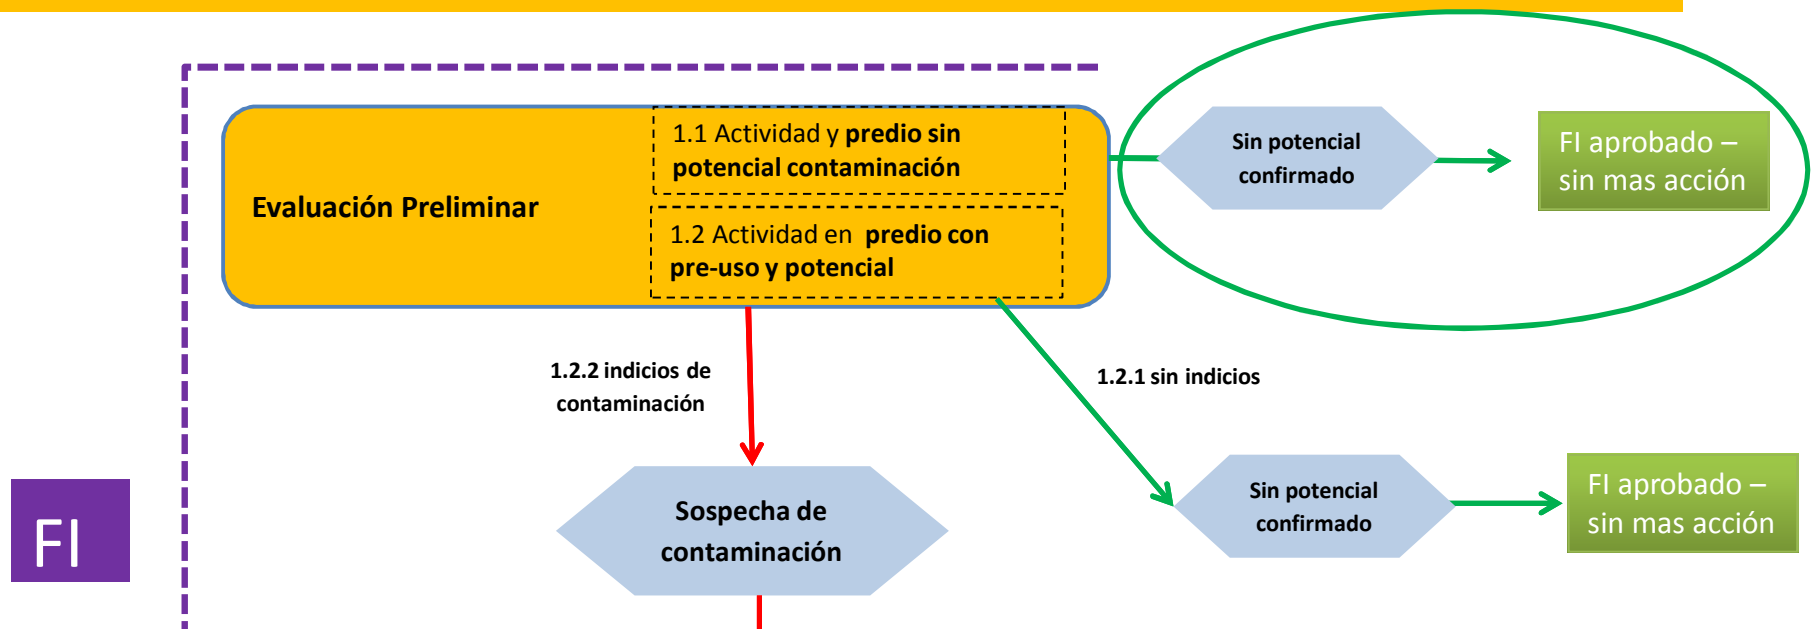 1.1 Actividad y predio sin
potencial contaminación
Evaluación Preliminar
1.2 Actividad en predio con
pre-uso y potencial
Sin potencial
confirmado
FI aprobado –
sin mas acción
1.2.2 indicios de
contaminación
1.2.1 sin indicios
Sospecha de
contaminación
Sin potencial
confirmado
FI aprobado –
sin mas acción
FI